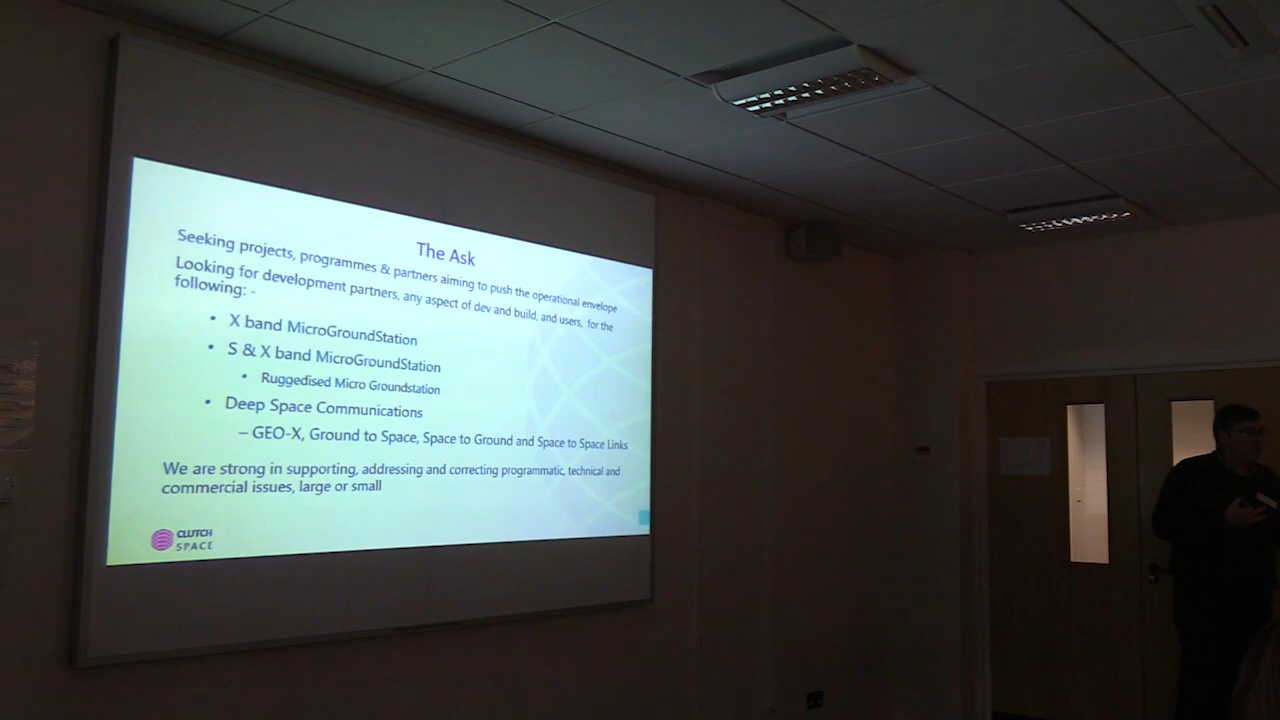 The Ask
Seeking projects, programmes & partners aiming to push the operational envelope
Looking for development partners, any aspect of dev and build, and users, for the
following: -
• X band MicroGroundStation
• S & X band MicroGroundStation
• Ruggedised Micro Groundstation
• Deep Space Communications
– GEO-X, Ground to Space, Space to Ground and Space to Space Links
We are strong in supporting, addressing and correcting programmatic, technical and
commercial issues, large or small
CLUTCH
SPACE